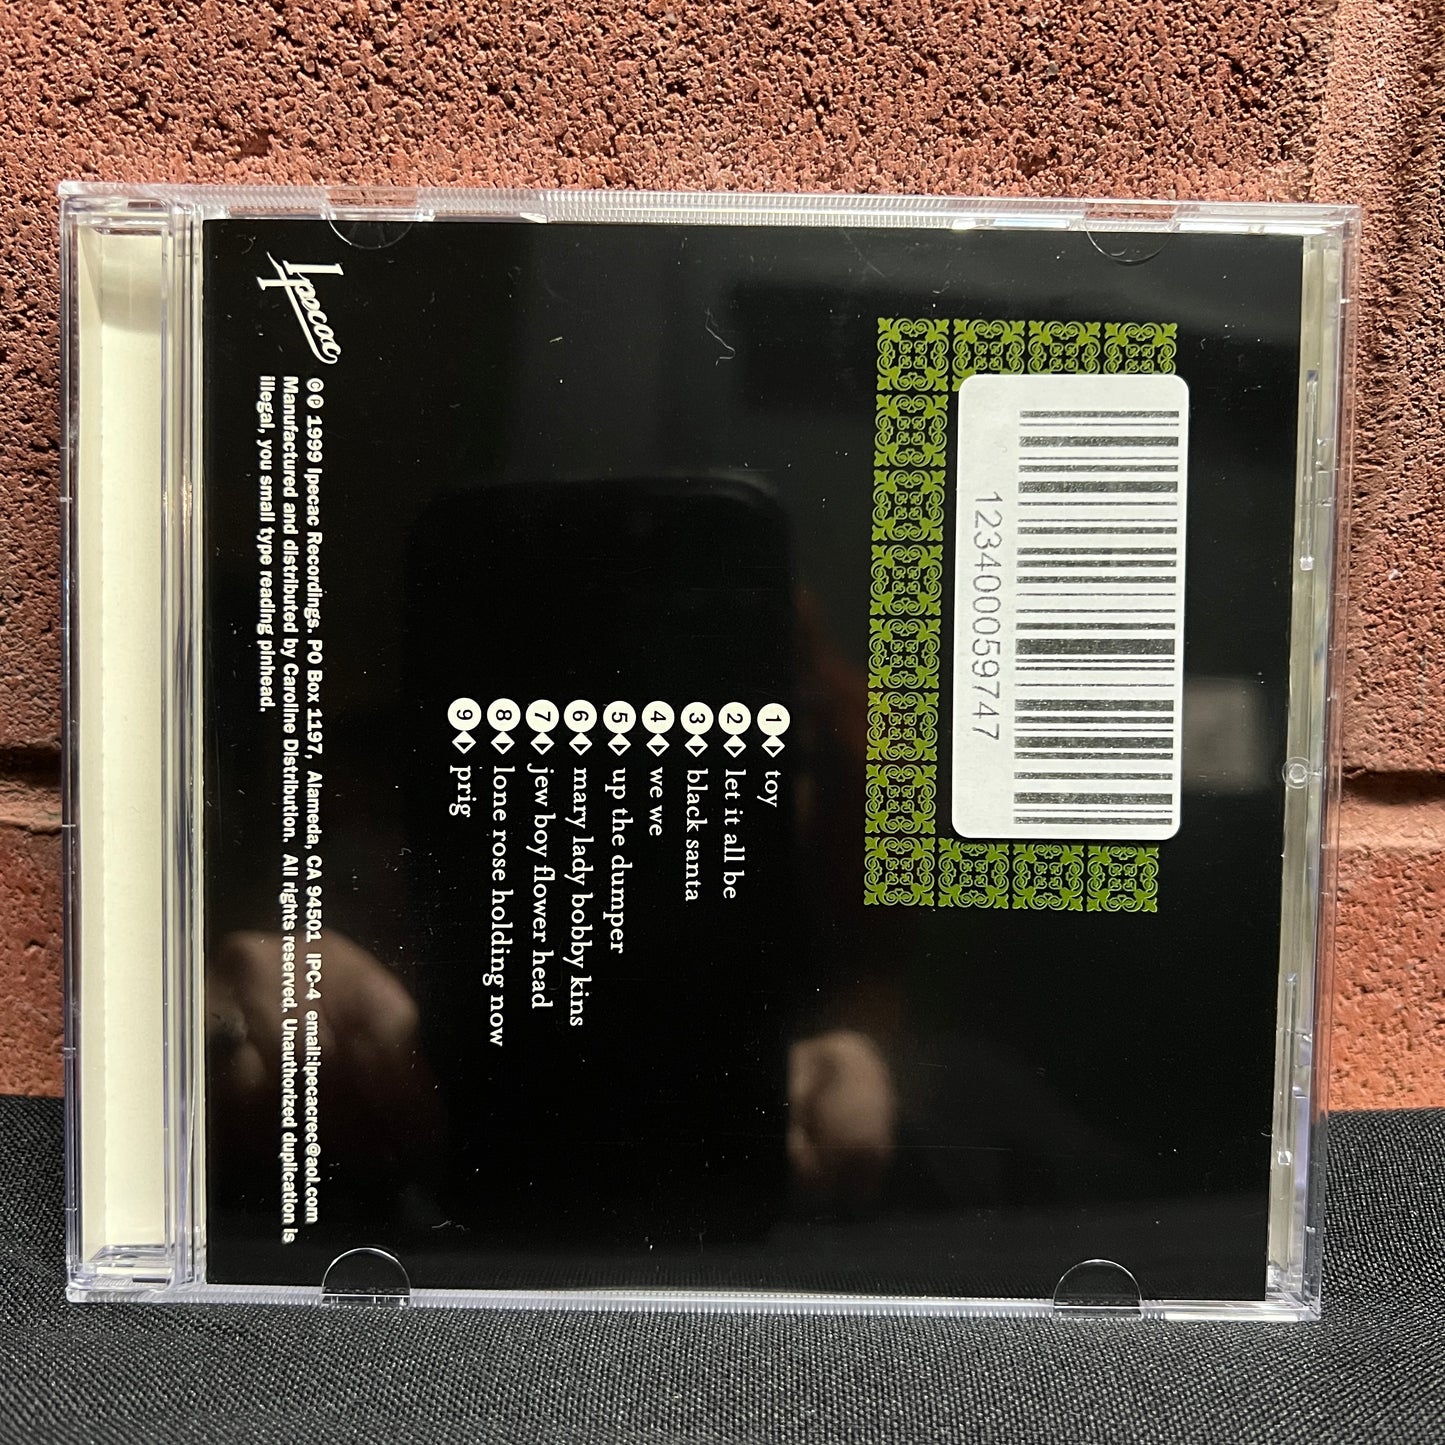 123400059747
1 toy
2 let it all be
3 black santa
4 we we
5 up the dumper
6 mary lady bobby kins
7 jew boy flower head
8 lone rose holding now
9 prig
Ipecac
©℗ 1999 Ipecac Recordings. PO Box 1197, Alameda, CA 94501 IPC-4 email:ipecacrec@aol.com
Manufactured and distributed by Caroline Distribution. All rights reserved. Unauthorized duplication is
illegal, you small type reading pinhead.